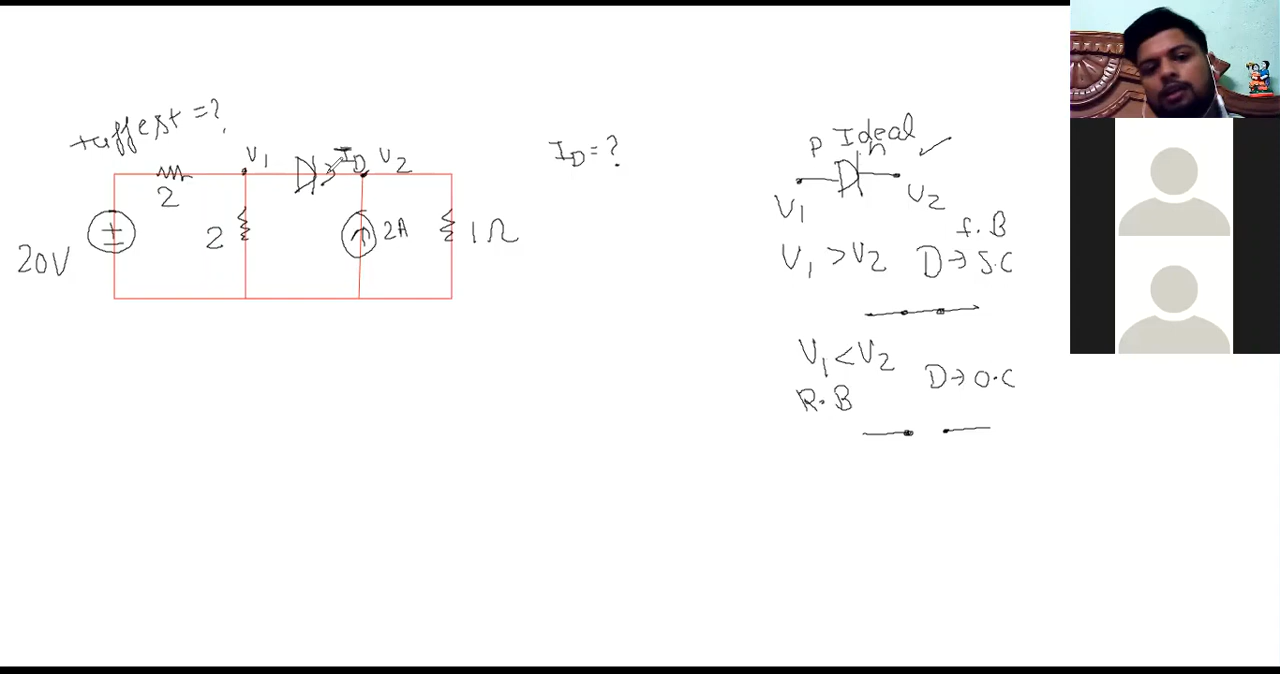 tuffest = ?
V1
ID
V2
2
2
20V
2A
1Ω
ID = ?
Ideal
P
n
V1
V2
f.B
V1 > V2
D → S.C
V1 < V2
D → O.C
R.B